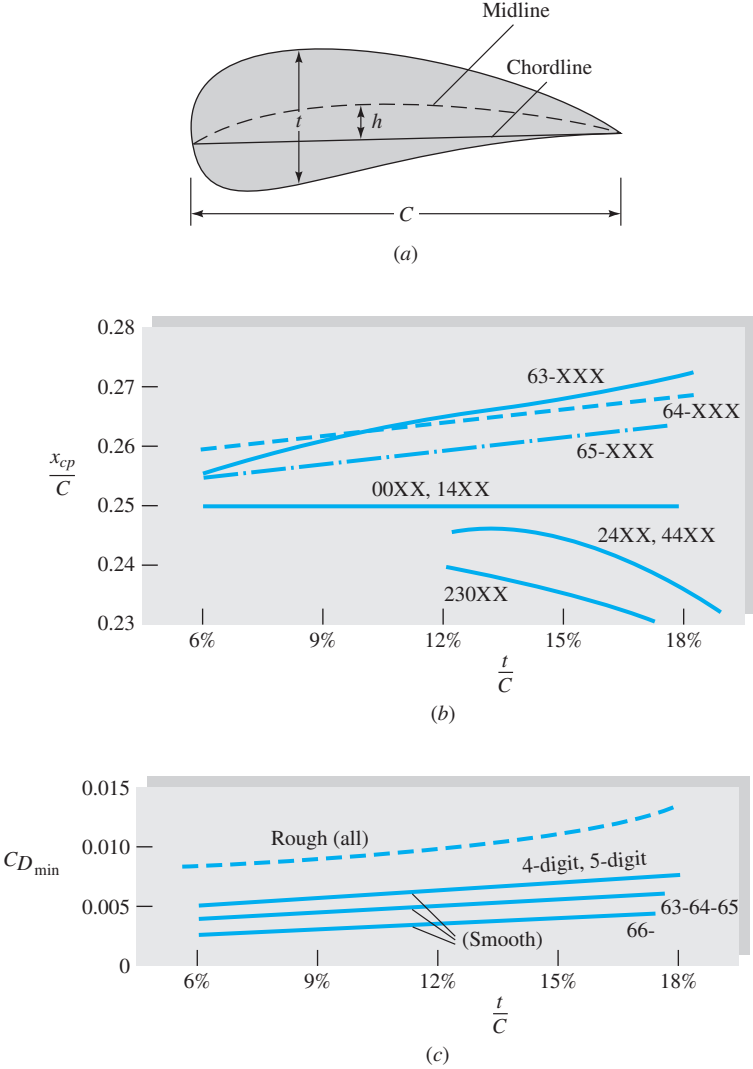 Midline
Chordline
t
h
C
(a)
0.28
0.27
0.26
0.25
0.24
0.23
x_cp
C
63-XXX
64-XXX
65-XXX
00XX, 14XX
24XX, 44XX
230XX
6% 9% 12% 15% 18%
t
C
(b)
0.015
0.010
0.005
0
C_D min
Rough (all)
4-digit, 5-digit
63-64-65
66-
(Smooth)
6% 9% 12% 15% 18%
t
C
(c)